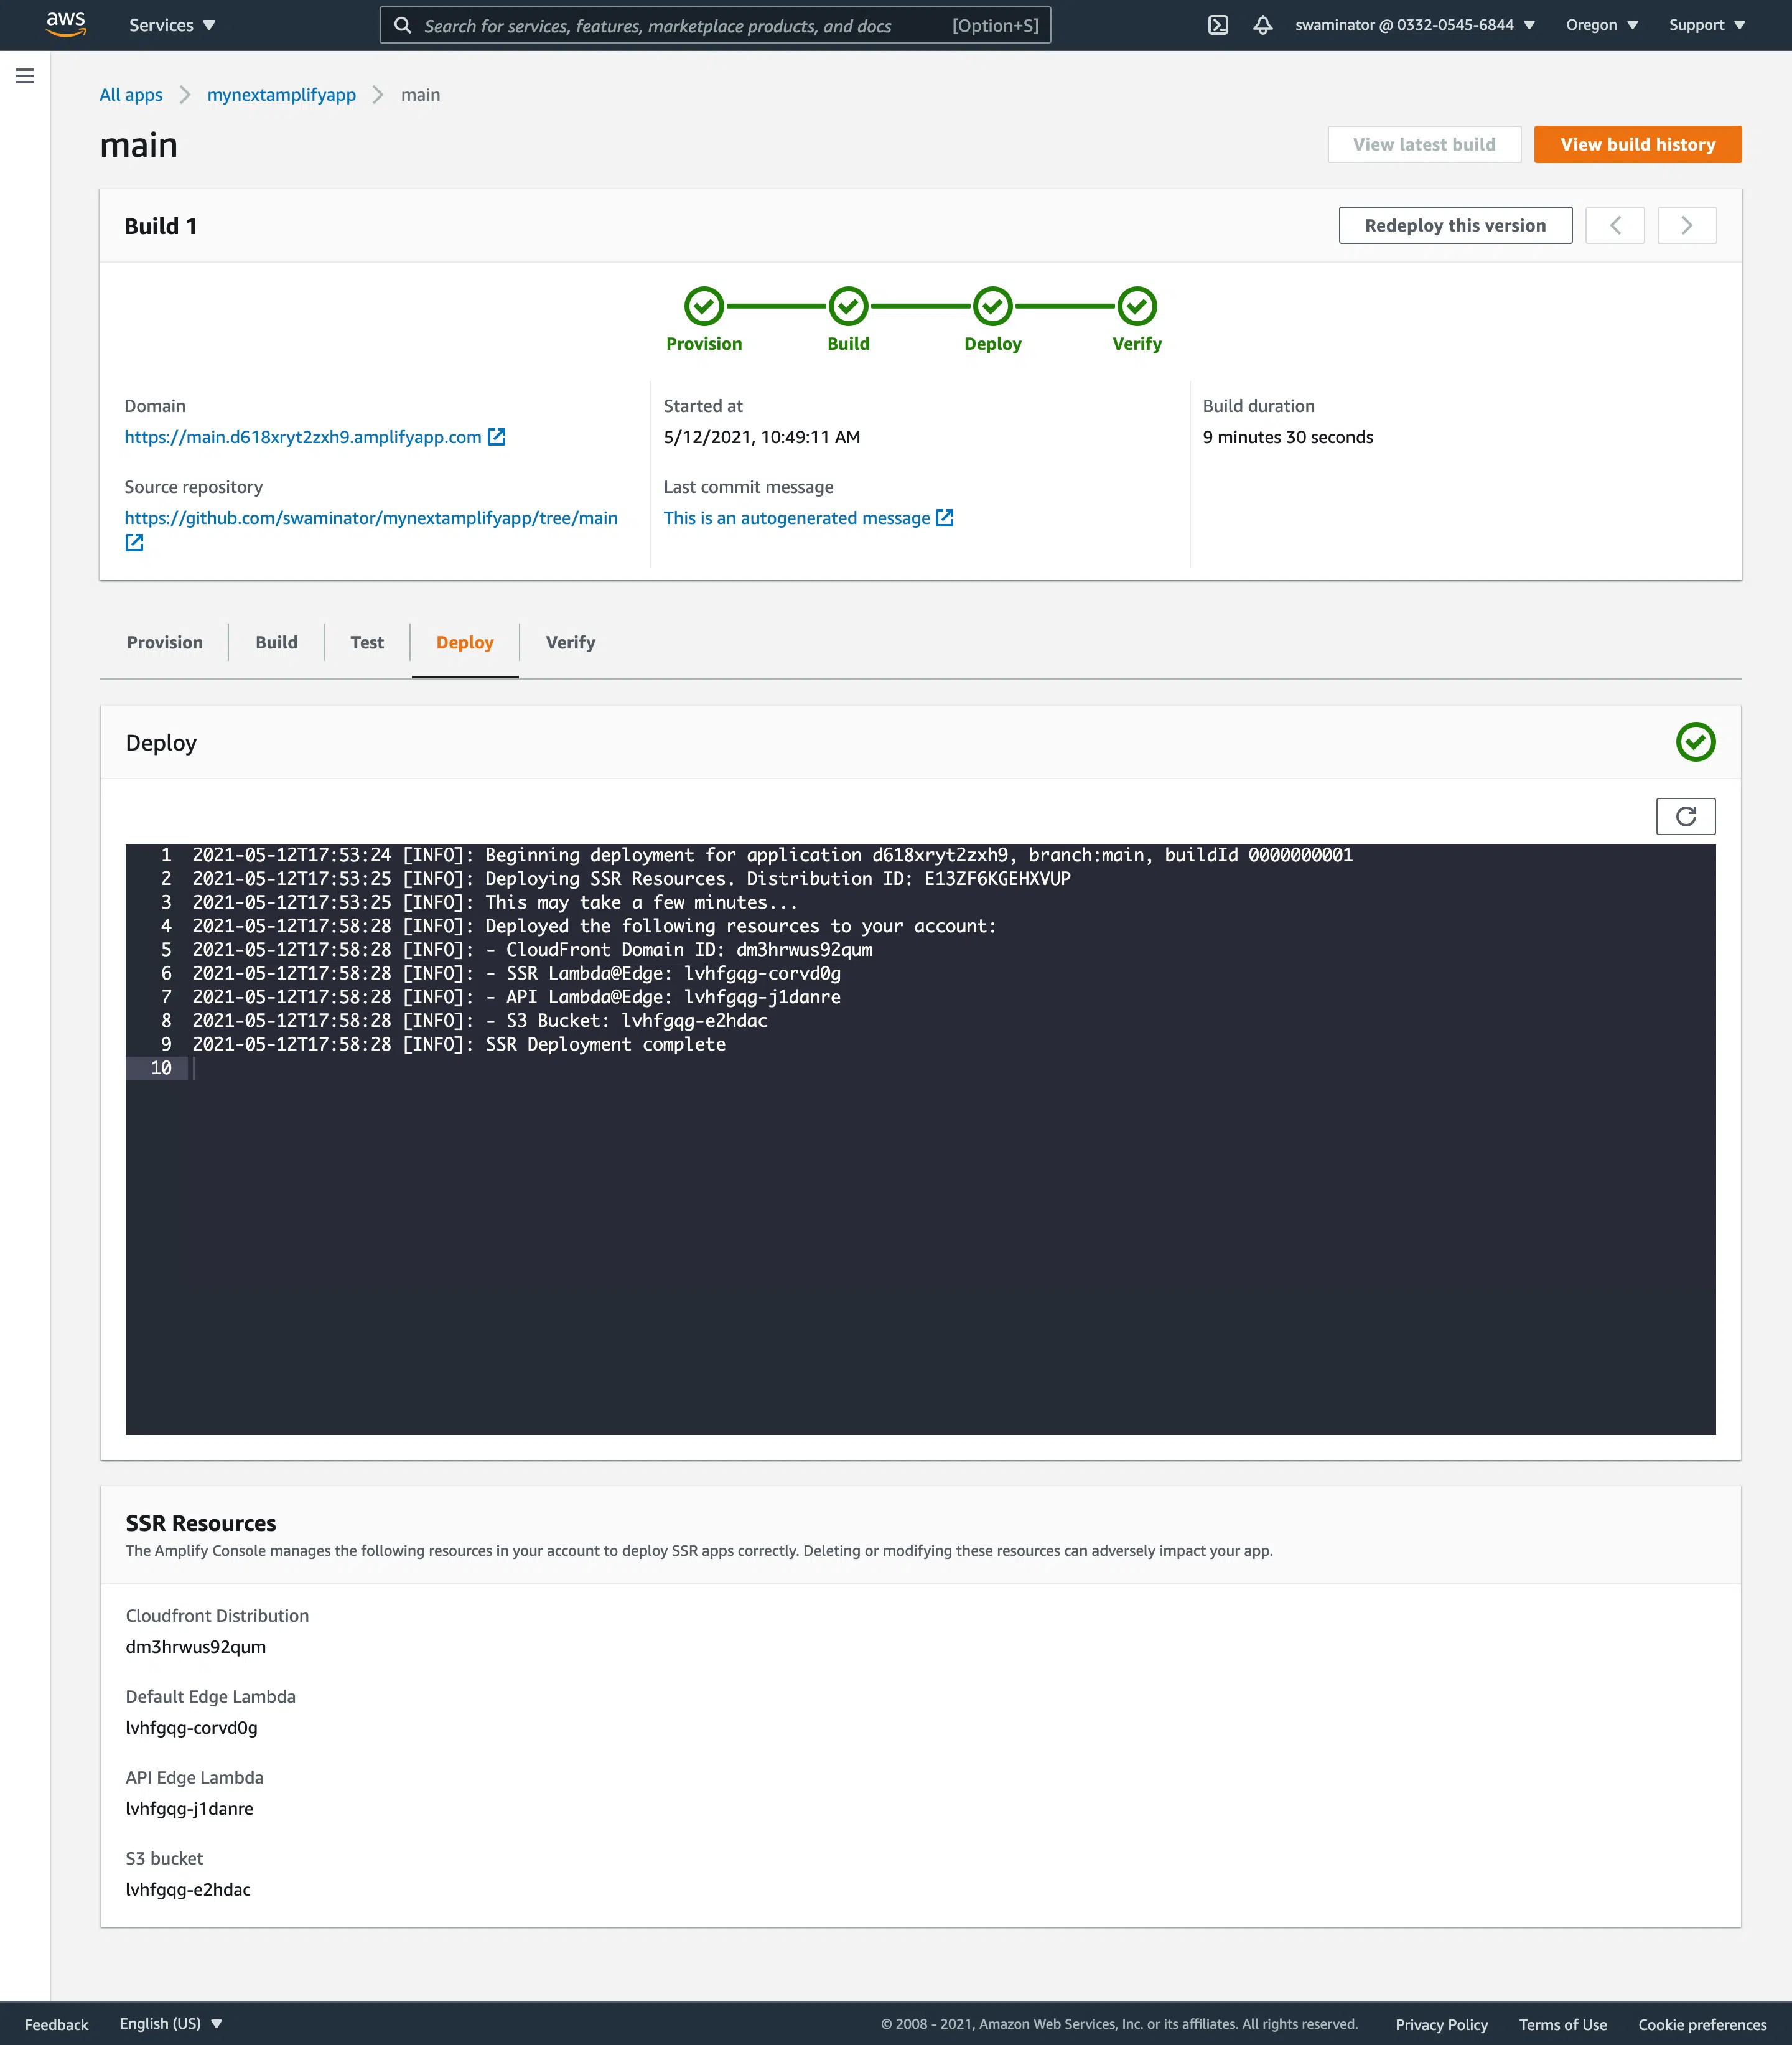 aws Services Search for services, features, marketplace products, and docs [Option+S] swaminator @ 0332-0545-6844 Oregon Support
All apps mynextamplifyapp main
main View latest build View build history
Build 1 Redeploy this version
Provision Build Deploy Verify
Domain Started at Build duration
https://main.d618xryt2zxh9.amplifyapp.com 5/12/2021, 10:49:11 AM 9 minutes 30 seconds
Source repository Last commit message
https://github.com/swaminator/mynextamplifyapp/tree/main This is an autogenerated message
Provision Build Test Deploy Verify
Deploy
1 2021-05-12T17:53:24 [INFO]: Beginning deployment for application d618xryt2zxh9, branch:main, buildId 0000000001
2 2021-05-12T17:53:25 [INFO]: Deploying SSR Resources. Distribution ID: E13ZF6KGEHXVUP
3 2021-05-12T17:53:25 [INFO]: This may take a few minutes...
4 2021-05-12T17:58:28 [INFO]: Deployed the following resources to your account:
5 2021-05-12T17:58:28 [INFO]: - CloudFront Domain ID: dm3hrwus92qum
6 2021-05-12T17:58:28 [INFO]: - SSR Lambda@Edge: lvhfgqg-corvd0g
7 2021-05-12T17:58:28 [INFO]: - API Lambda@Edge: lvhfgqg-j1danre
8 2021-05-12T17:58:28 [INFO]: - S3 Bucket: lvhfgqg-e2hdac
9 2021-05-12T17:58:28 [INFO]: SSR Deployment complete
10
SSR Resources
The Amplify Console manages the following resources in your account to deploy SSR apps correctly. Deleting or modifying these resources can adversely impact your app.
Cloudfront Distribution
dm3hrwus92qum
Default Edge Lambda
lvhfgqg-corvd0g
API Edge Lambda
lvhfgqg-j1danre
S3 bucket
lvhfgqg-e2hdac
Feedback English (US) © 2008 - 2021, Amazon Web Services, Inc. or its affiliates. All rights reserved. Privacy Policy Terms of Use Cookie preferences